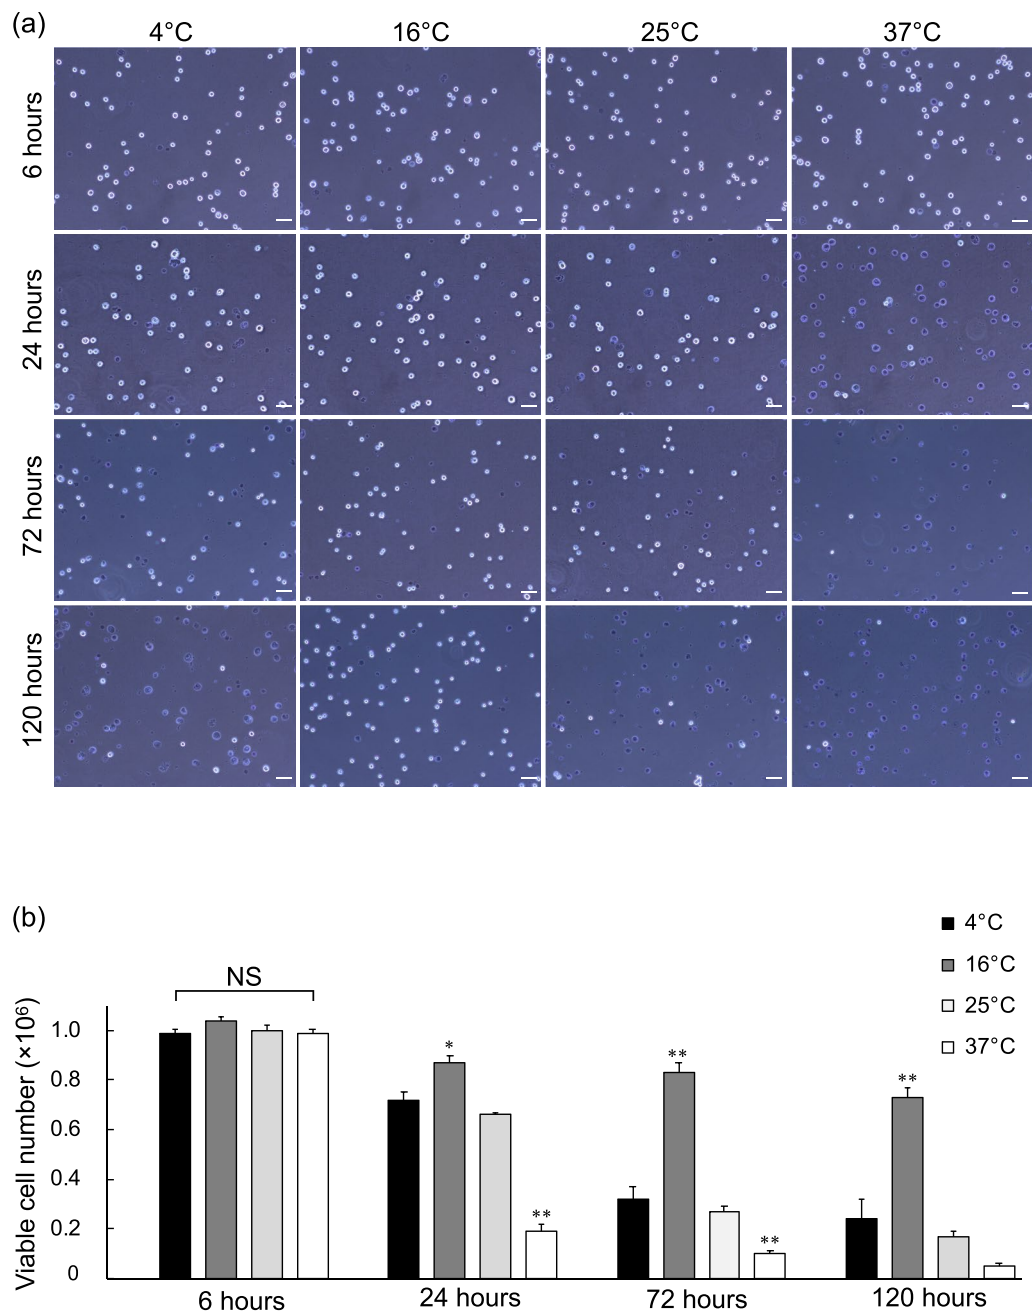 (a)
4°C 16°C 25°C 37°C
6 hours
24 hours
72 hours
120 hours
(b)
4°C
16°C
25°C
37°C
NS
Viable cell number (×10⁶)
1.0
0.8
0.6
0.4
0.2
0
*
**
**
**
**
6 hours 24 hours 72 hours 120 hours